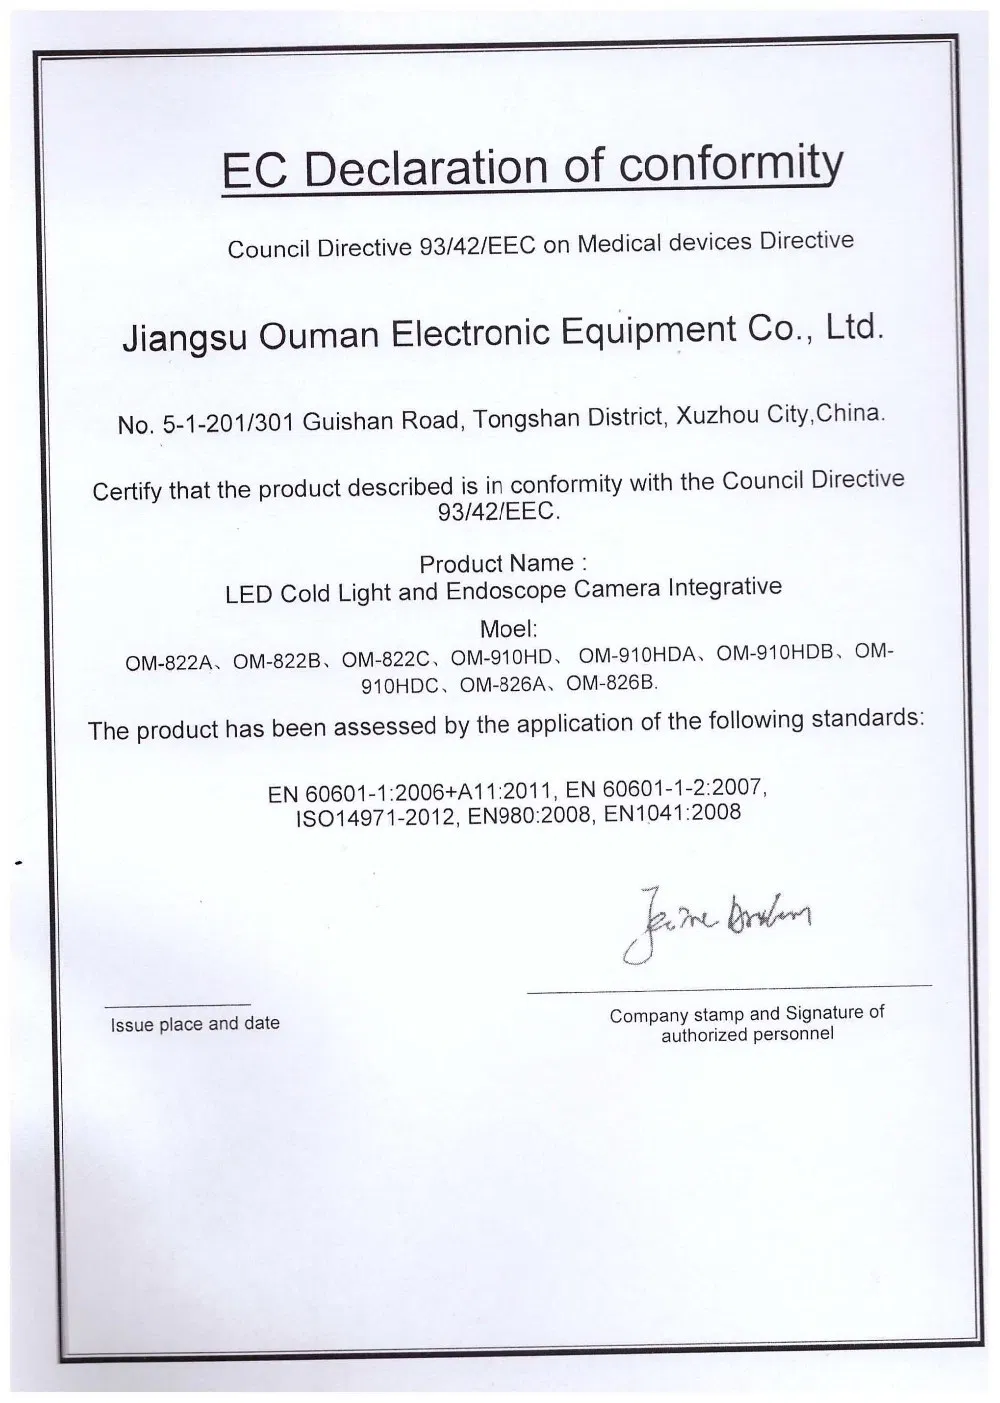 EC Declaration of conformity
Council Directive 93/42/EEC on Medical devices Directive
Jiangsu Ouman Electronic Equipment Co., Ltd.
No. 5-1-201/301 Guishan Road, Tongshan District, Xuzhou City,China.
Certify that the product described is in conformity with the Council Directive
93/42/EEC.
Product Name :
LED Cold Light and Endoscope Camera Integrative
Moel:
OM-822A、OM-822B、OM-822C、OM-910HD、 OM-910HDA、OM-910HDB、OM-
910HDC、OM-826A、OM-826B.
The product has been assessed by the application of the following standards:
EN 60601-1:2006+A11:2011, EN 60601-1-2:2007,
ISO14971-2012, EN980:2008, EN1041:2008
Issue place and date
Company stamp and Signature of
authorized personnel